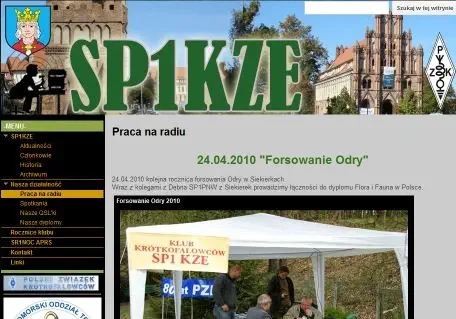 Szukaj w tej witrynie
SP1KZE
PZK
-MENU-
SP1KZE
Aktualności
Członkowie
Historia
Archiwum
Nasza działalność
Praca na radiu
Spotkania
Nasze QSL'ki
Nasze dyplomy
Rocznice klubu
SR1NOC APRS
Kontakt
Linki
POLSKI ZWIĄZEK
KRÓTKOFALOWCÓW
OMORSKI ODDZIAŁ TE
Praca na radiu
24.04.2010 "Forsowanie Odry"
24.04.2010 kolejna rocznica forsowania Odry w Siekierkach.
Wraz z kolegami z Dębna SP1PNW z Siekierek prowadzimy łączności do dyplomu Flora i Fauna w Polsce.
Forsowanie Odry 2010
KLUB
KRÓTKOFALOWCÓW
SP1 KZE
80 lat PZK